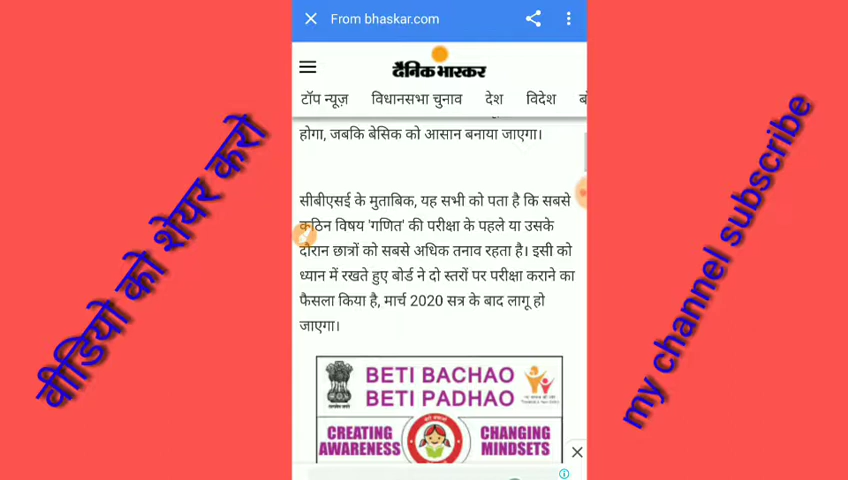 From bhaskar.com
दैनिक भास्कर
टॉप न्यूज़ विधानसभा चुनाव देश विदेश
होगा, जबकि बेसिक को आसान बनाया जाएगा।
सीबीएसई के मुताबिक, यह सभी को पता है कि सबसे
कठिन विषय 'गणित' की परीक्षा के पहले या उसके
दौरान छात्रों को सबसे अधिक तनाव रहता है। इसी को
ध्यान में रखते हुए बोर्ड ने दो स्तरों पर परीक्षा कराने का
फैसला किया है, मार्च 2020 सत्र के बाद लागू हो
जाएगा।
BETI BACHAO
BETI PADHAO
CREATING
AWARENESS
CHANGING
MINDSETS
वीडियो को शेयर करो
my channel subscribe